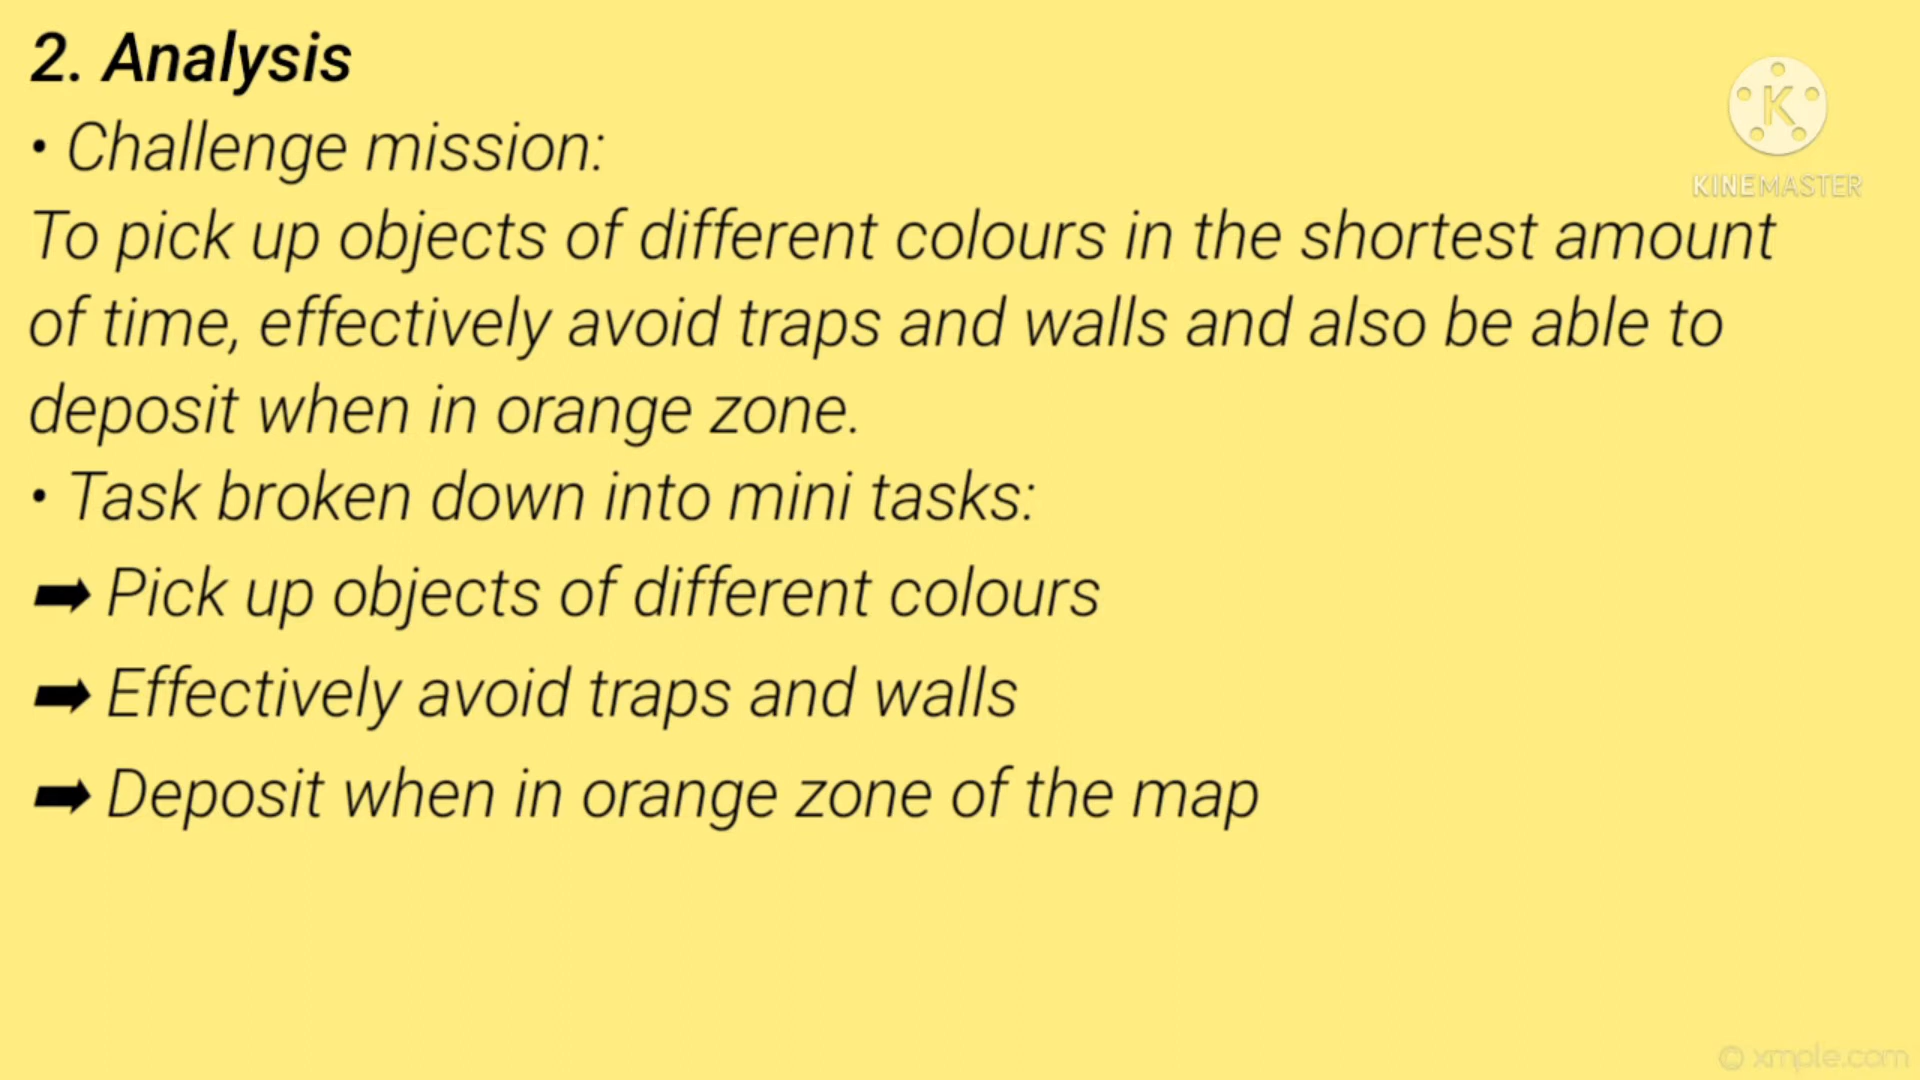 2. Analysis
• Challenge mission:
To pick up objects of different colours in the shortest amount
of time, effectively avoid traps and walls and also be able to
deposit when in orange zone.
• Task broken down into mini tasks:
➡ Pick up objects of different colours
➡ Effectively avoid traps and walls
➡ Deposit when in orange zone of the map
K
KINEMASTER
© xmple.com